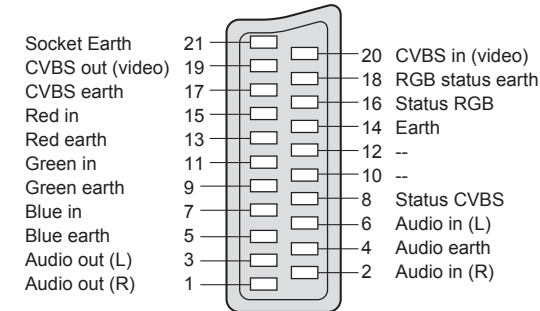 Socket Earth 21
CVBS out (video) 19
CVBS earth 17
Red in 15
Red earth 13
Green in 11
Green earth 9
Blue in 7
Blue earth 5
Audio out (L) 3
Audio out (R) 1
20 CVBS in (video)
18 RGB status earth
16 Status RGB
14 Earth
12 --
10 --
8 Status CVBS
6 Audio in (L)
4 Audio earth
2 Audio in (R)